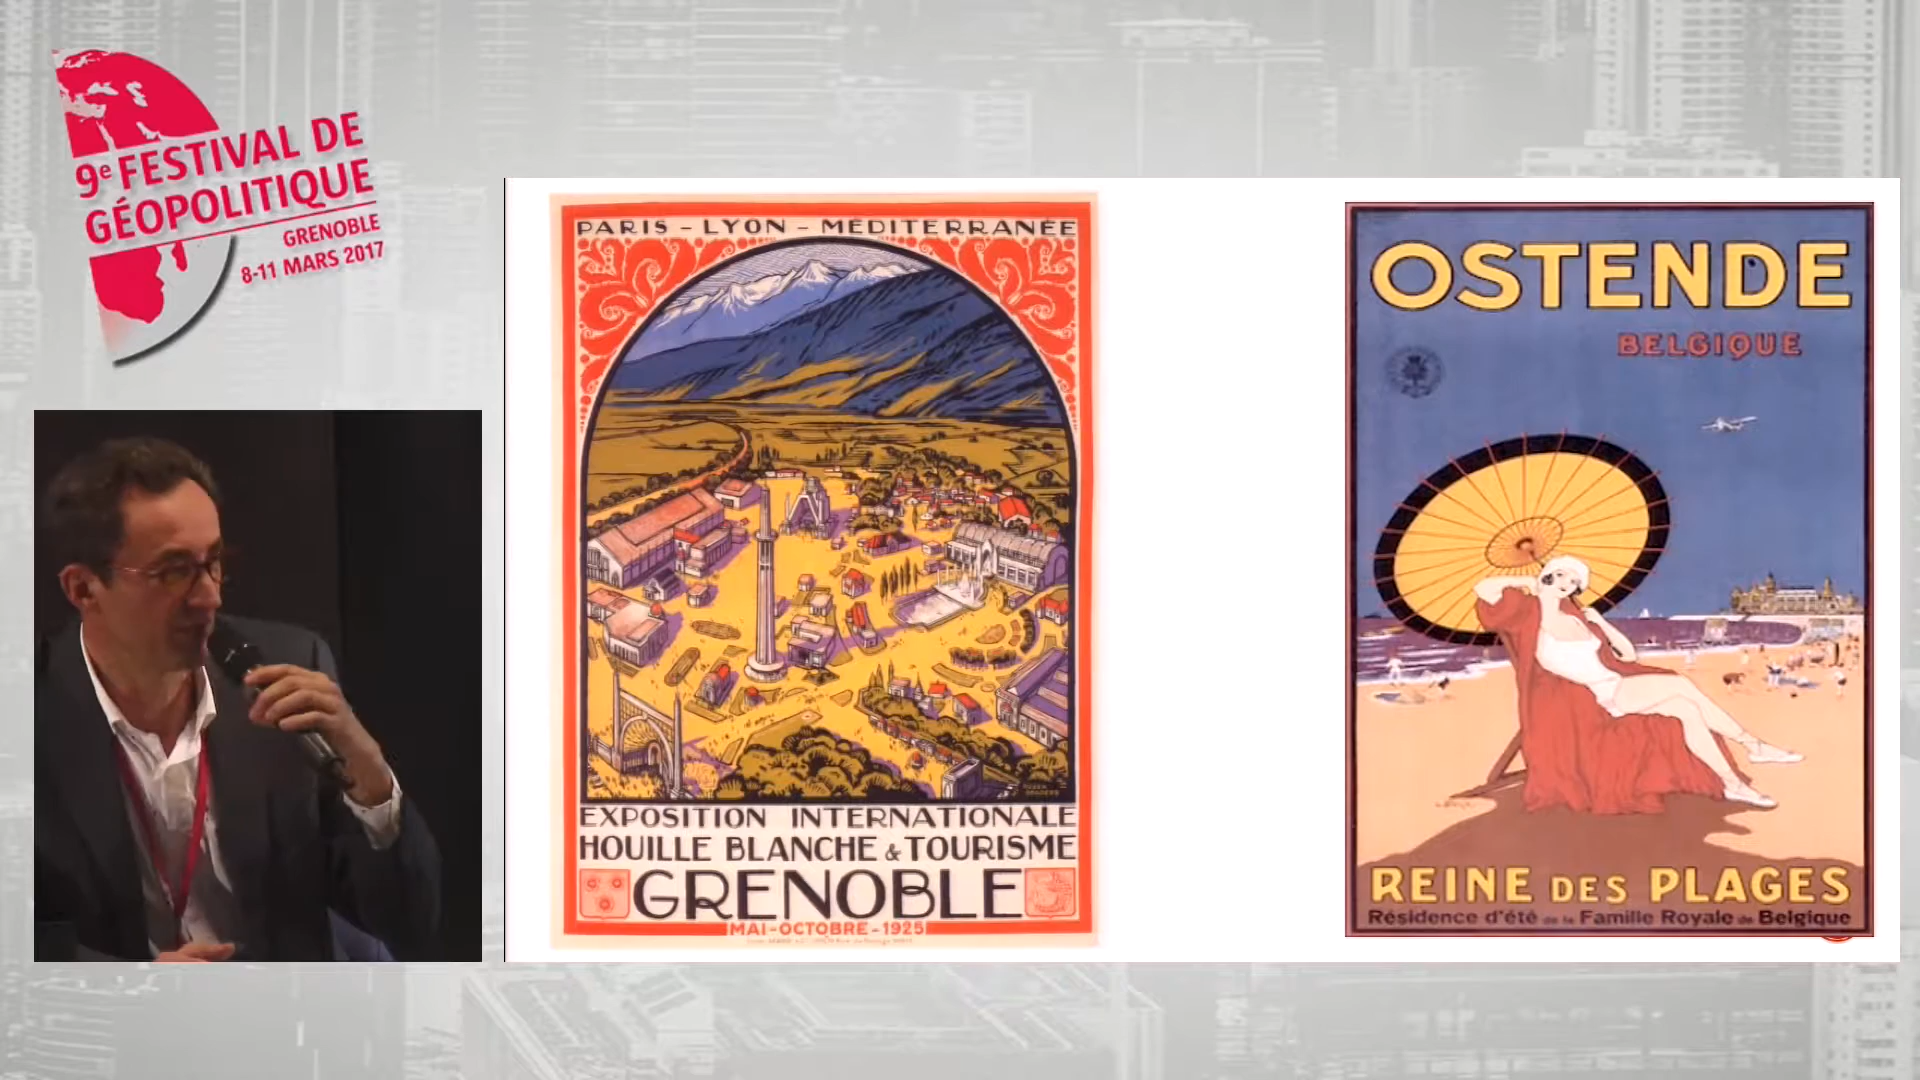 9e FESTIVAL DE
GÉOPOLITIQUE
GRENOBLE
8-11 MARS 2017
PARIS - LYON - MÉDITERRANÉE
EXPOSITION INTERNATIONALE
HOUILLE BLANCHE & TOURISME
GRENOBLE
MAI-OCTOBRE-1925
OSTENDE
BELGIQUE
REINE DES PLAGES
Résidence d'été de la Famille Royale de Belgique